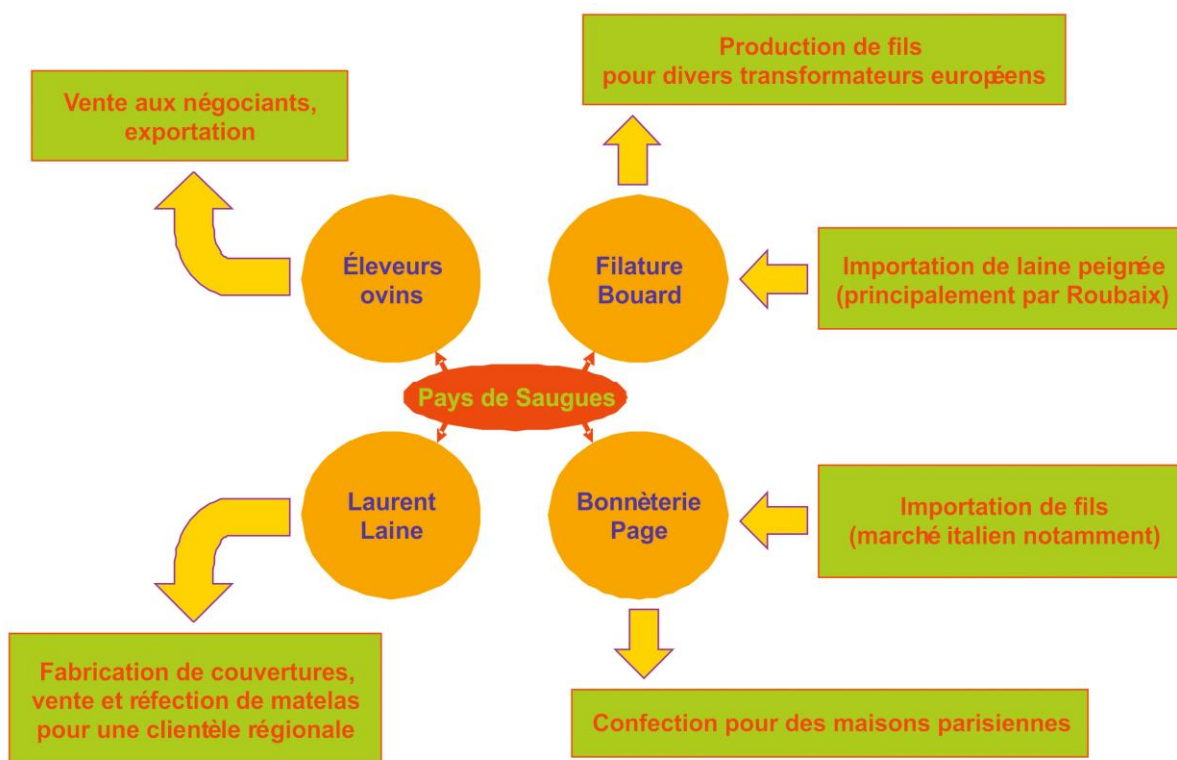 Production de fils
pour divers transformateurs européens
Vente aux négociants,
exportation
Éleveurs
ovins
Filature
Bouard
Importation de laine peignée
(principalement par Roubaix)
Pays de Saugues
Laurent
Laine
Bonnèterie
Page
Importation de fils
(marché italien notamment)
Fabrication de couvertures,
vente et réfection de matelas
pour une clientèle régionale
Confection pour des maisons parisiennes